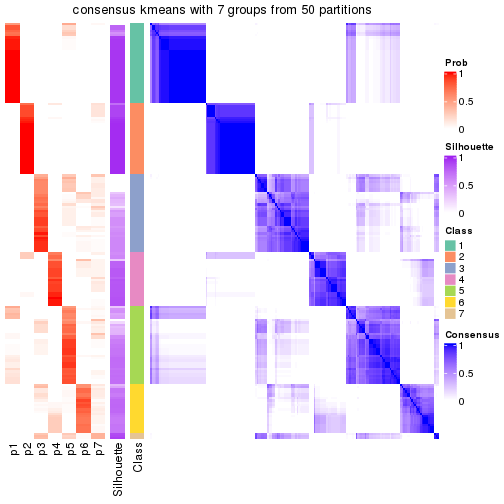 consensus kmeans with 7 groups from 50 partitions
Prob
1
0.5
0
Silhouette
1
0.5
0
Class
1
2
3
4
5
6
7
Consensus
1
0.5
0
p1
p2
p3
p4
p5
p6
p7
Silhouette
Class